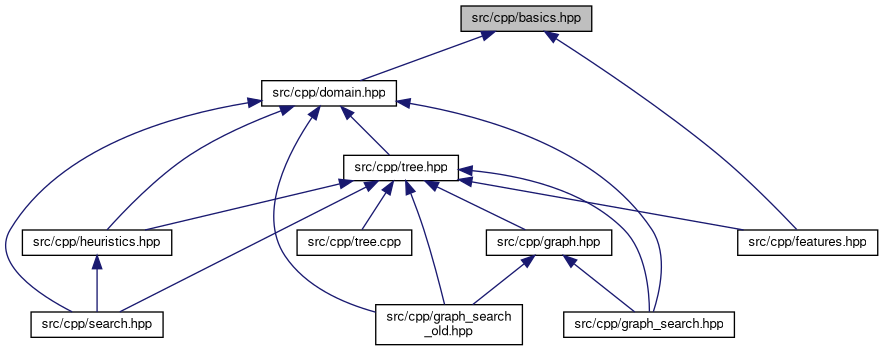 src/cpp/basics.hpp
src/cpp/domain.hpp
src/cpp/tree.hpp
src/cpp/heuristics.hpp
src/cpp/tree.cpp
src/cpp/graph.hpp
src/cpp/features.hpp
src/cpp/search.hpp
src/cpp/graph_search
_old.hpp
src/cpp/graph_search.hpp